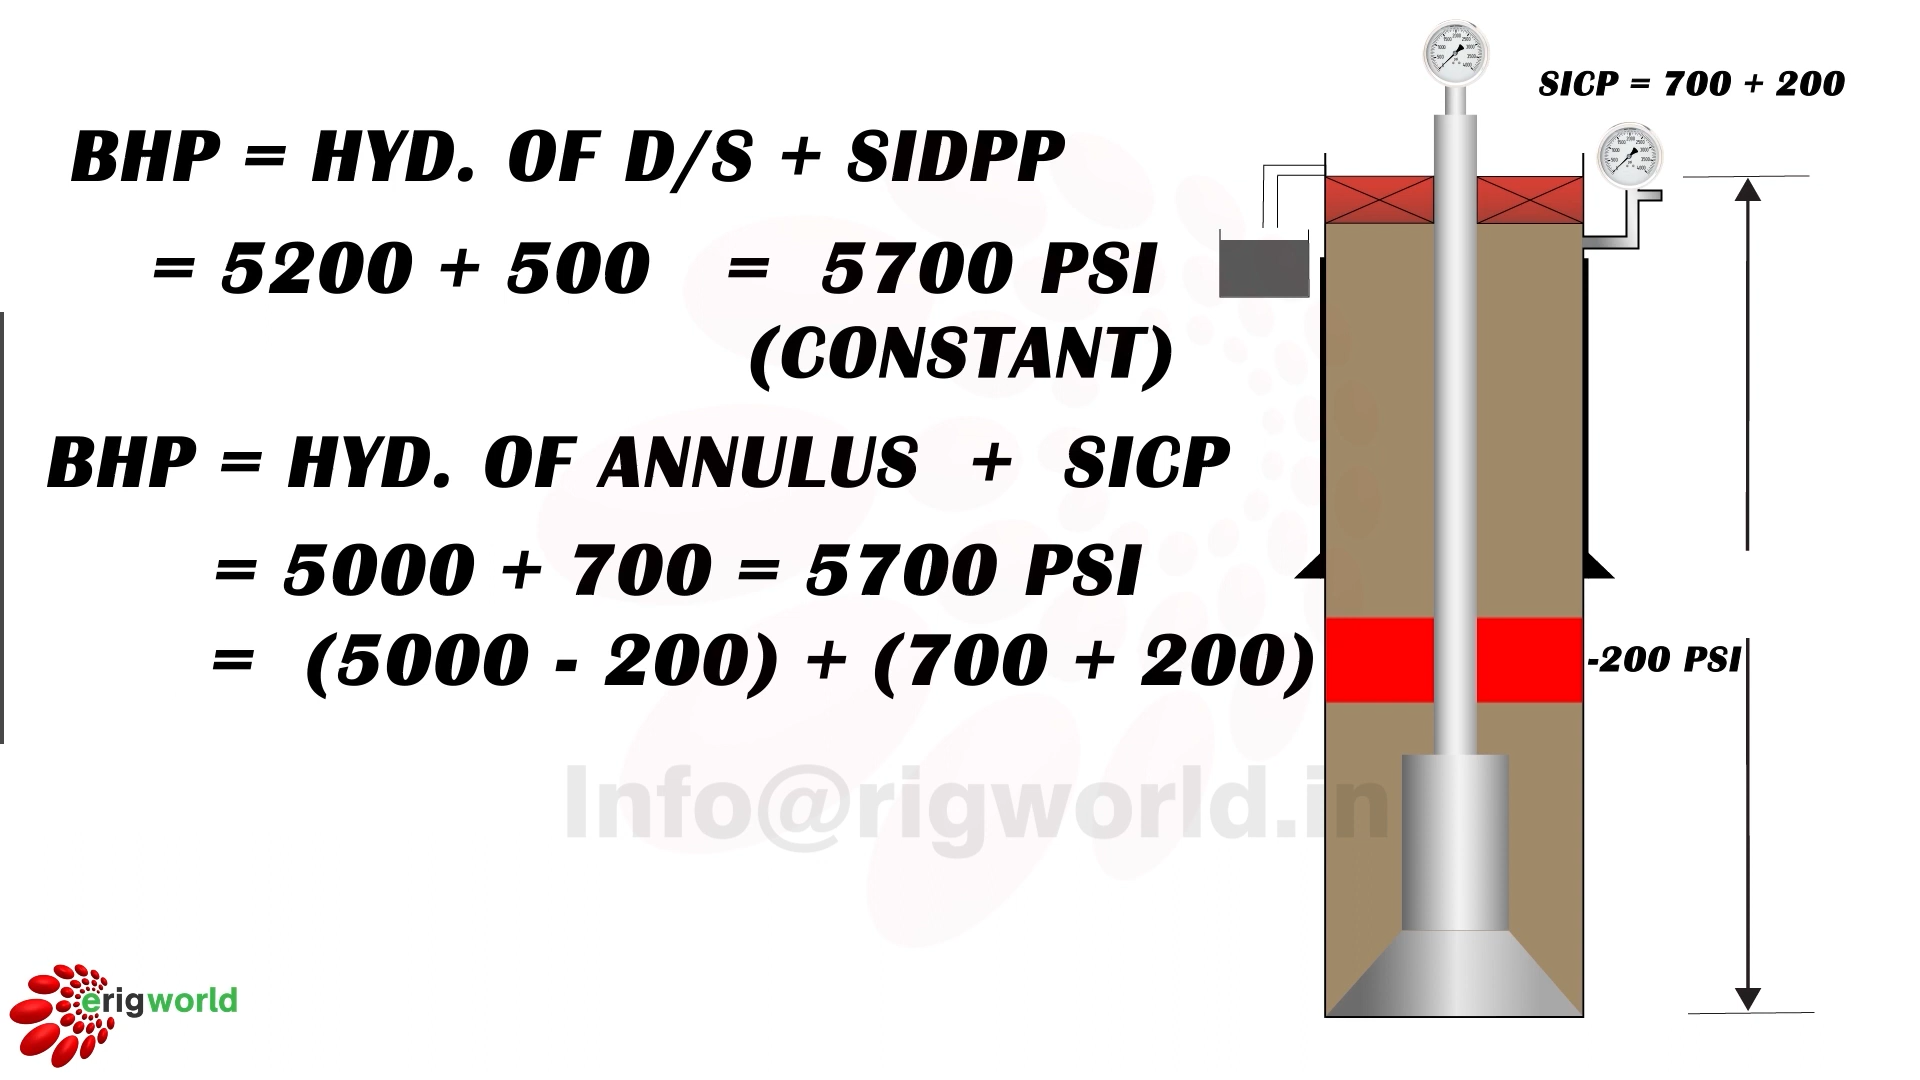 SICP = 700 + 200
BHP = HYD. OF D/S + SIDPP
= 5200 + 500 = 5700 PSI
(CONSTANT)
BHP = HYD. OF ANNULUS + SICP
= 5000 + 700 = 5700 PSI
= (5000 - 200) + (700 + 200)
-200 PSI
Info@rigworld.in
erigworld